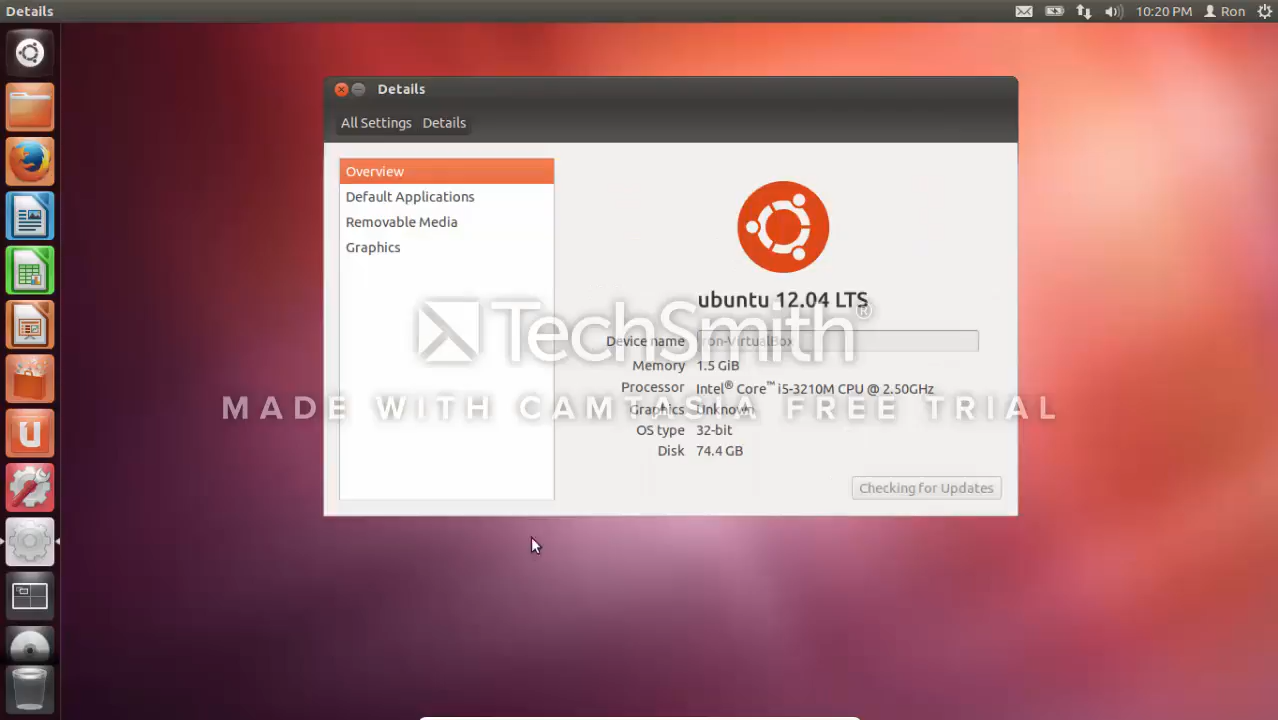 Details
10:20 PM
Ron
Details
All Settings Details
Overview
Default Applications
Removable Media
Graphics
ubuntu 12.04 LTS
TechSmith®
Device name ron-VirtualBox
Memory 1.5 GiB
Processor Intel® Core™ i5-3210M CPU @ 2.50GHz
MADE WITH CAMTASIA FREE TRIAL
Graphics Unknown
OS type 32-bit
Disk 74.4 GB
Checking for Updates